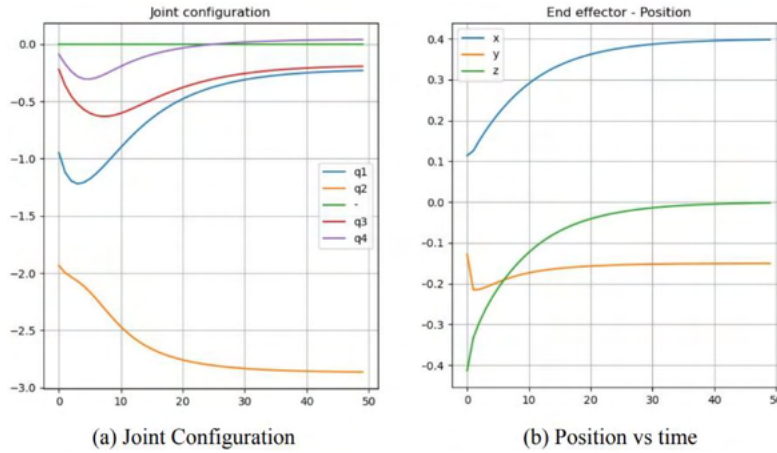 Joint configuration
0.0
−0.5
−1.0
−1.5
−2.0
−2.5
−3.0
q1
q2
-
q3
q4
0 10 20 30 40 50
(a) Joint Configuration
End effector - Position
x
y
z
0.4
0.3
0.2
0.1
0.0
−0.1
−0.2
−0.3
−0.4
0 10 20 30 40 50
(b) Position vs time